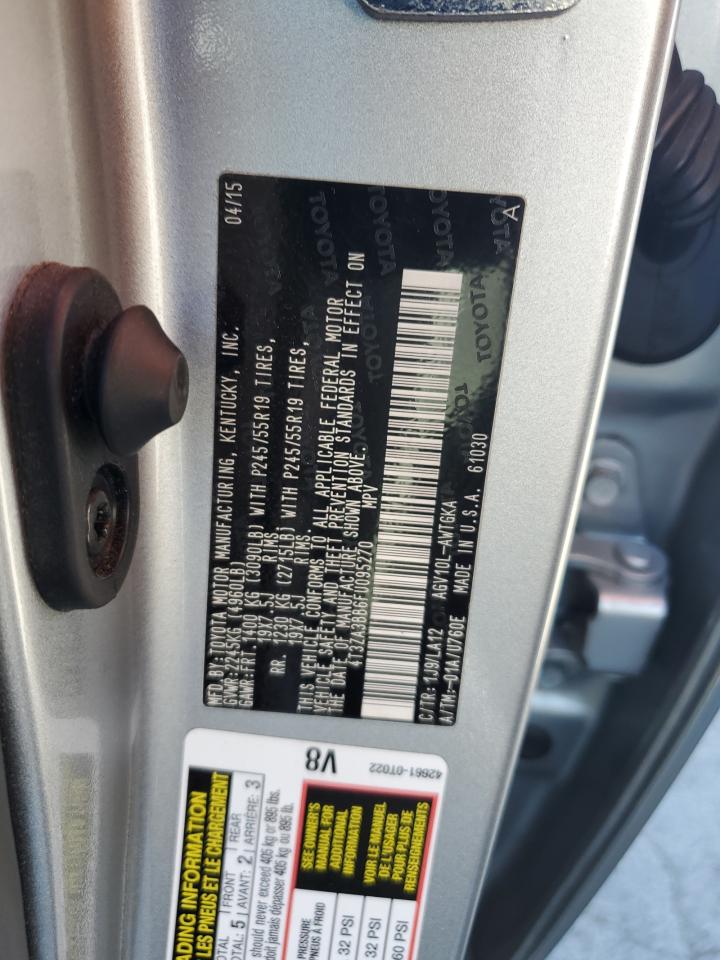 MFD BY:TOYOTA MOTOR MANUFACTURING, KENTUCKY, INC. 04/15
GVWR:2245KG (4960LB)
GAWR:FRT 1400 KG (3090LB) WITH P245/55R19 TIRES,
19X7.5J RIMS
RR. 1230 KG (2715LB) WITH P245/55R19 TIRES,
19X7.5J RIMS,
THIS VEHICLE CONFORMS TO ALL APPLICABLE FEDERAL MOTOR
VEHICLE SAFETY AND THEFT PREVENTION STANDARDS IN EFFECT ON
THE DATE OF MANUFACTURE SHOWN ABOVE.
4T3ZA3BB6FU095270 MPV
C/TR:1J9/LA12 AGV10L-AWTGKA
A/TM:-01A/U760E MADE IN U.S.A. 61030
A
TOYOTA
V8
42661-0T022
ADING INFORMATION
LES PNEUS ET LE CHARGEMENT
OTAL FRONT REAR
OTAL: 5 AVANT: 2 ARRIÈRE: 3
should never exceed 405 kg or 895 lbs.
doit jamais dépasser 405 kg ou 895 lb.
PRESSURE
PNEUS À FROID
32 PSI
32 PSI
60 PSI
SEE OWNER'S
MANUAL FOR
ADDITIONAL
INFORMATION
VOIR LE MANUEL
DE L'USAGER
POUR PLUS DE
RENSEIGNEMENTS